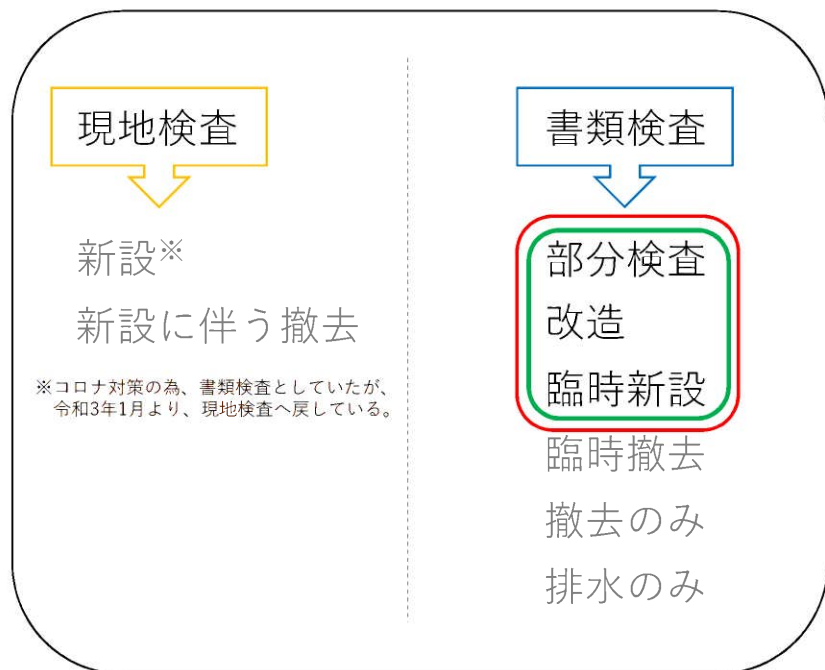 現地検査
新設※
新設に伴う撤去
※コロナ対策の為、書類検査としていたが、
令和3年1月より、現地検査へ戻している。
書類検査
部分検査
改造
臨時新設
臨時撤去
撤去のみ
排水のみ